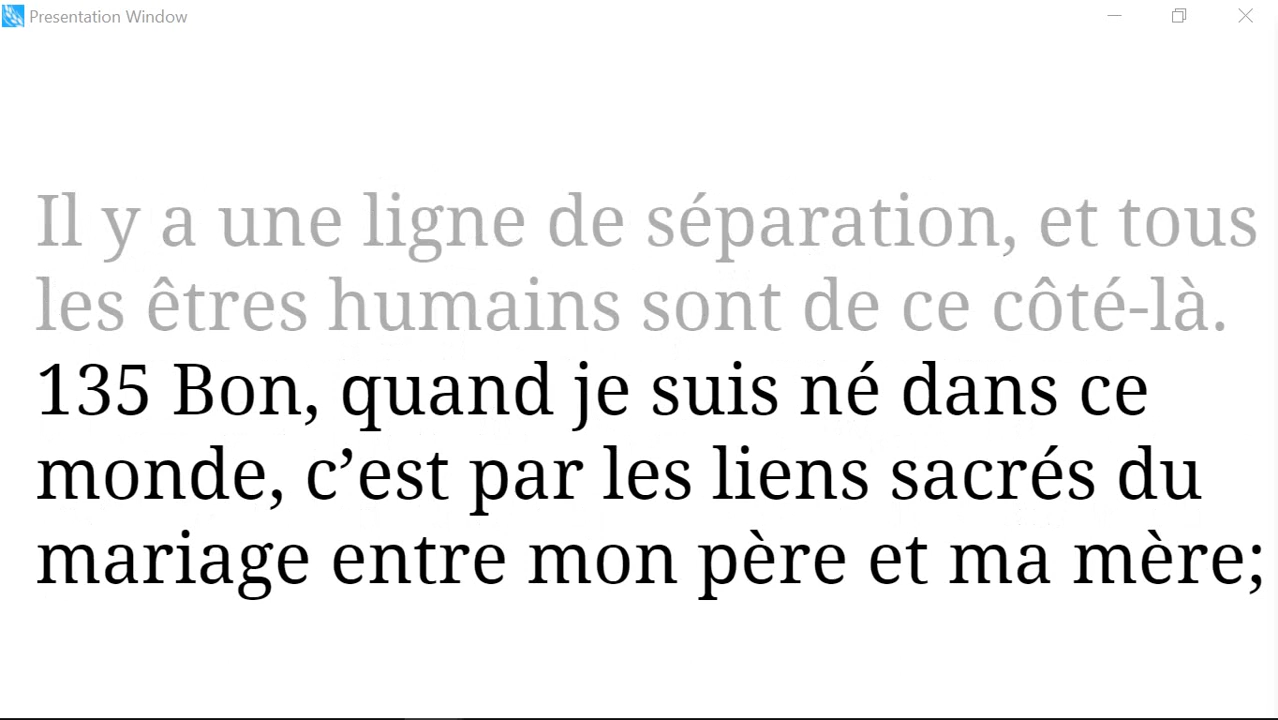 Presentation Window
Il y a une ligne de séparation, et tous
les êtres humains sont de ce côté-là.
135 Bon, quand je suis né dans ce
monde, c’est par les liens sacrés du
mariage entre mon père et ma mère;